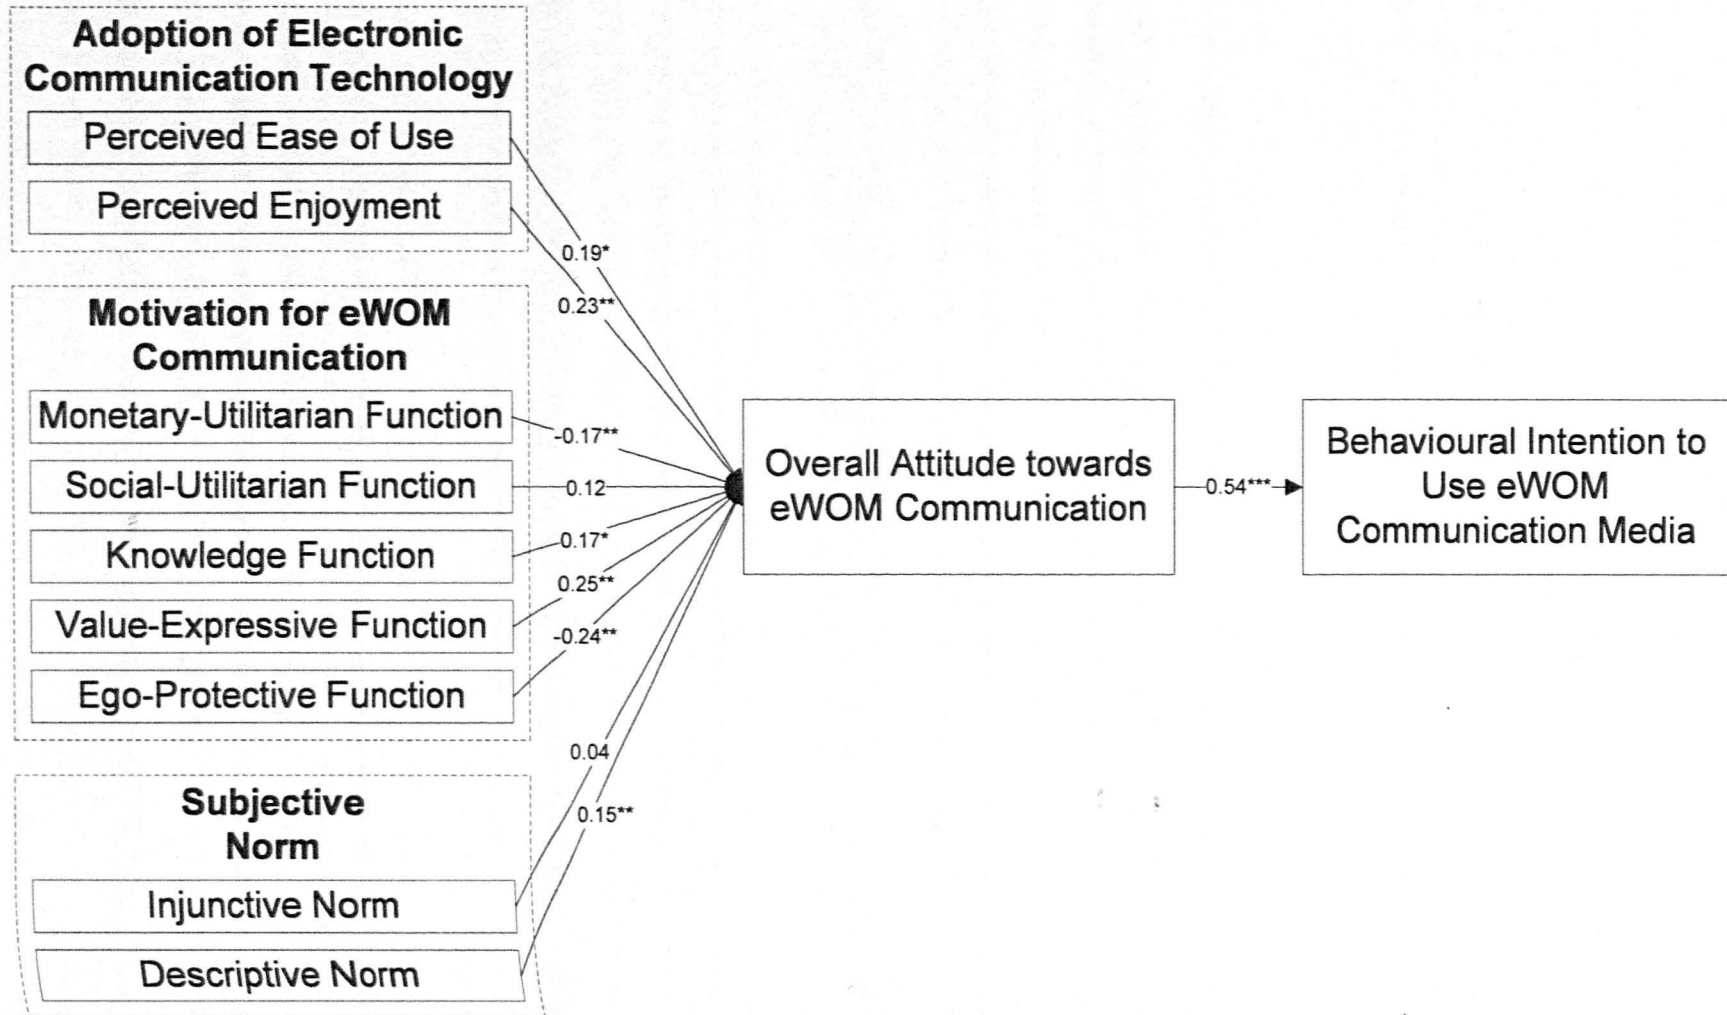 Adoption of Electronic
Communication Technology
Perceived Ease of Use
Perceived Enjoyment
0.19*
0.23**
Motivation for eWOM
Communication
Monetary-Utilitarian Function
-0.17**
Social-Utilitarian Function
0.12
Knowledge Function
0.17*
Value-Expressive Function
0.25**
Ego-Protective Function
-0.24**
Subjective
Norm
Injunctive Norm
0.04
Descriptive Norm
0.15**
Overall Attitude towards
eWOM Communication
0.54***
Behavioural Intention to
Use eWOM
Communication Media